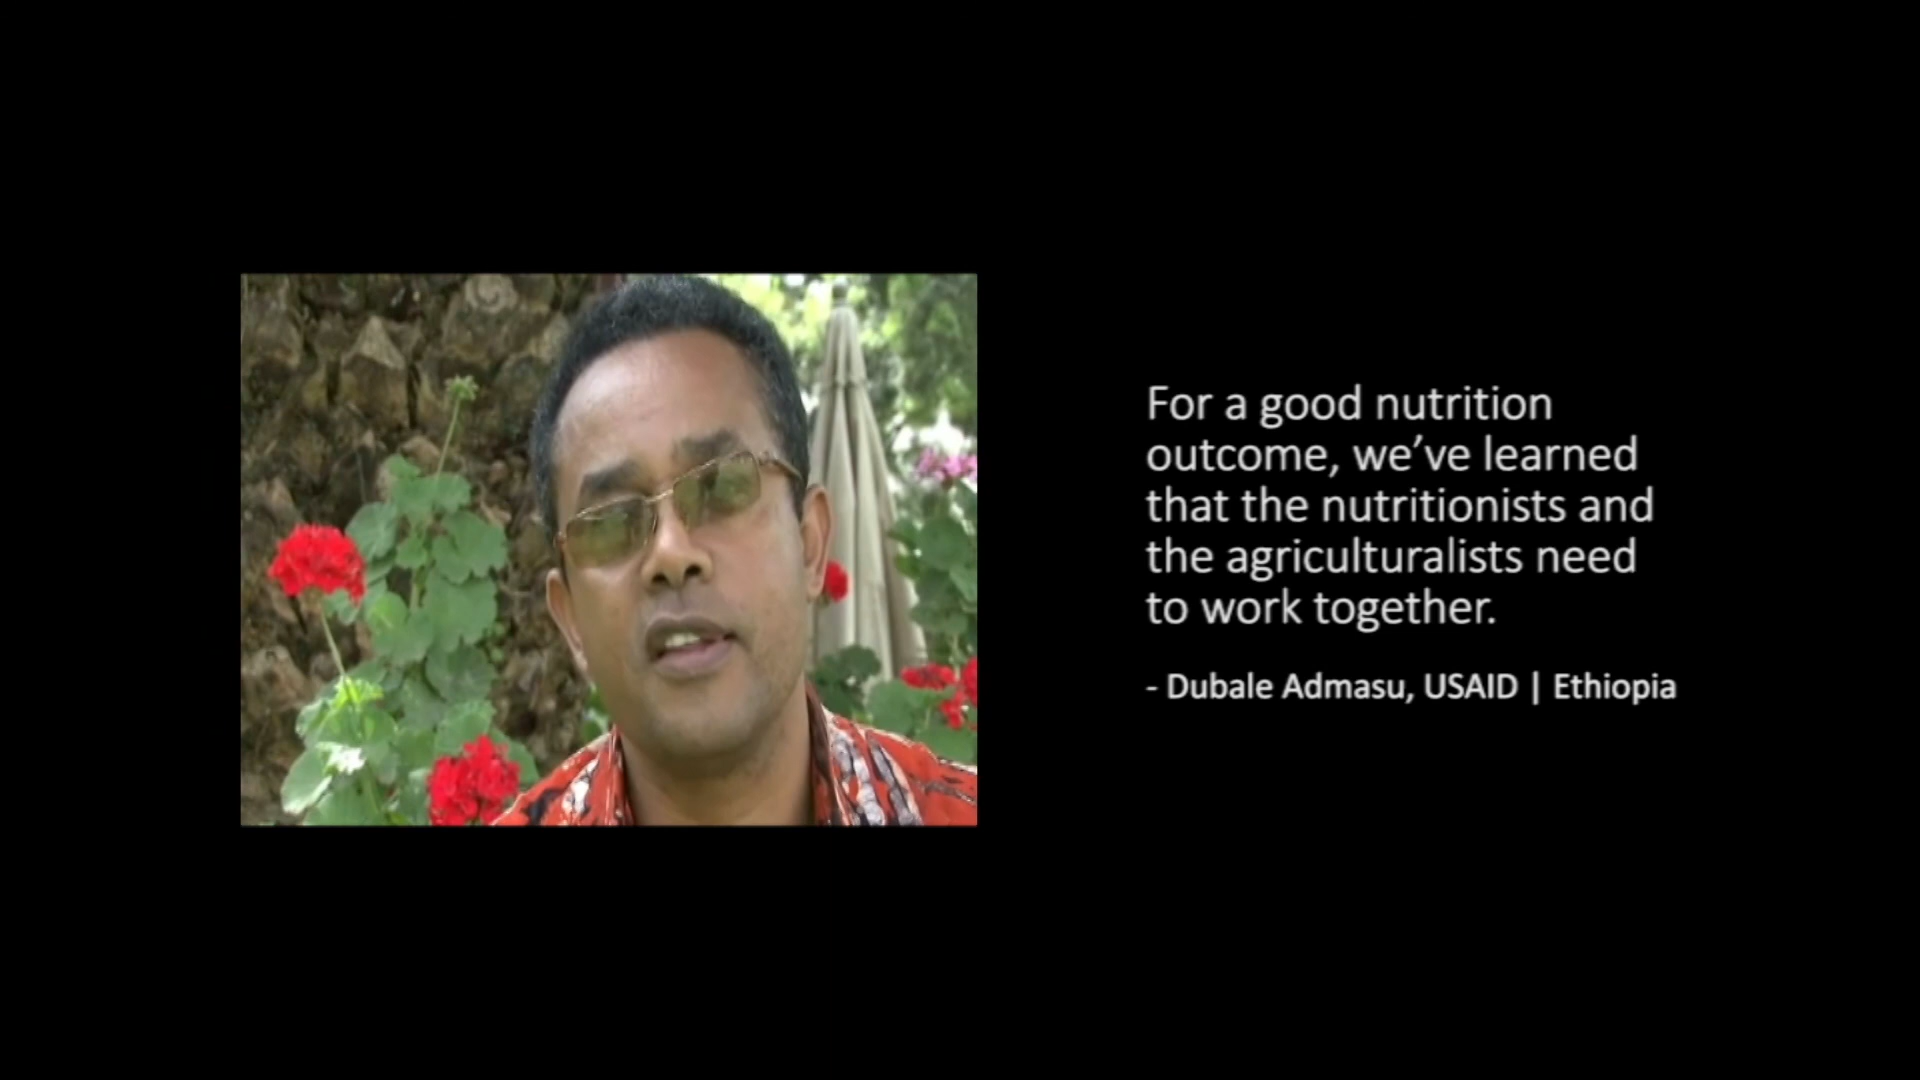 For a good nutrition
outcome, we’ve learned
that the nutritionists and
the agriculturalists need
to work together.
- Dubale Admasu, USAID | Ethiopia